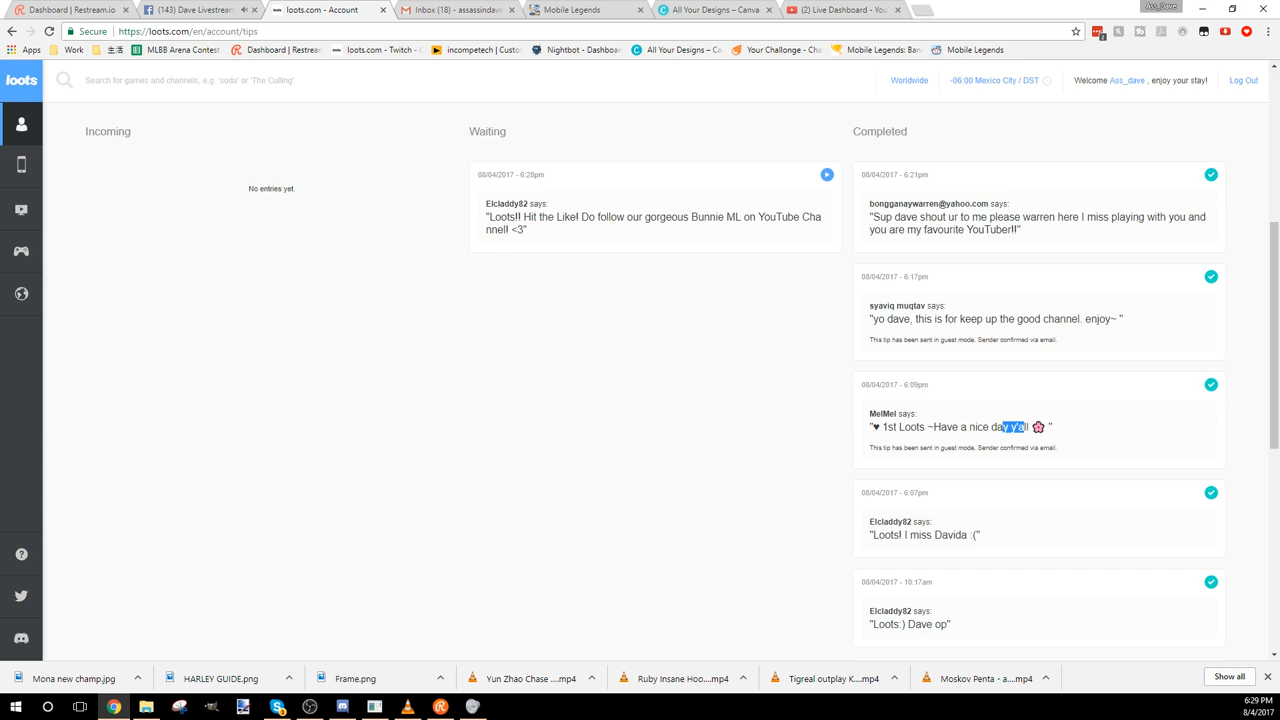 Dashboard | Restream.io
(143) Dave Livestream
loots.com - Account
Inbox (18) - assassindave
Mobile Legends
All Your Designs – Canva
(2) Live Dashboard - You
Ass_Dave
Secure
https://loots.com/en/account/tips
Apps
Work
生活
MLBB Arena Contest
Dashboard | Restream
loots.com - Twitch -
incompetech | Custom
Nightbot - Dashboard
All Your Designs – Ca
Your Challenge - Cha
Mobile Legends: Bang
Mobile Legends
loots
Search for games and channels, e.g. 'soda' or 'The Culling'
Worldwide
-06:00 Mexico City / DST
Welcome Ass_dave , enjoy your stay!
Log Out
Incoming
No entries yet.
Waiting
08/04/2017 - 6:28pm
Elcladdy82 says:
"Loots!! Hit the Like! Do follow our gorgeous Bunnie ML on YouTube Cha
nnel! <3"
Completed
08/04/2017 - 6:21pm
bongganaywarren@yahoo.com says:
"Sup dave shout ur to me please warren here I miss playing with you and
you are my favourite YouTuber!!"
08/04/2017 - 6:17pm
syaviq muqtav says:
"yo dave, this is for keep up the good channel. enjoy~ "
This tip has been sent in guest mode. Sender confirmed via email.
08/04/2017 - 6:09pm
MelMel says:
"♥ 1st Loots ~Have a nice day y'all 🌸 "
This tip has been sent in guest mode. Sender confirmed via email.
08/04/2017 - 6:07pm
Elcladdy82 says:
"Loots! I miss Davida :("
08/04/2017 - 10:17am
Elcladdy82 says:
"Loots:) Dave op"
Mona new champ.jpg
HARLEY GUIDE.png
Frame.png
Yun Zhao Chase ....mp4
Ruby Insane Hoo....mp4
Tigreal outplay K....mp4
Moskov Penta - a....mp4
Show all
6:29 PM
8/4/2017